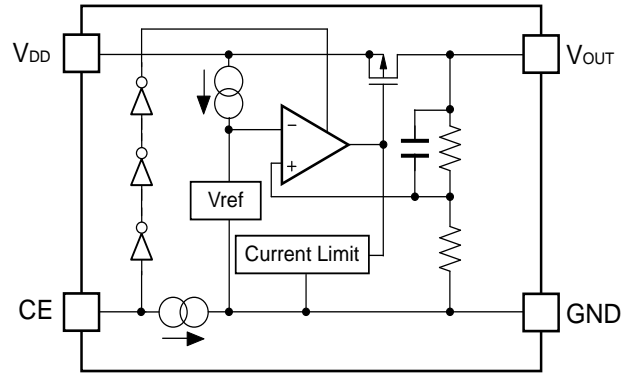 VDD
VOUT
−
+
Vref
Current Limit
CE
GND